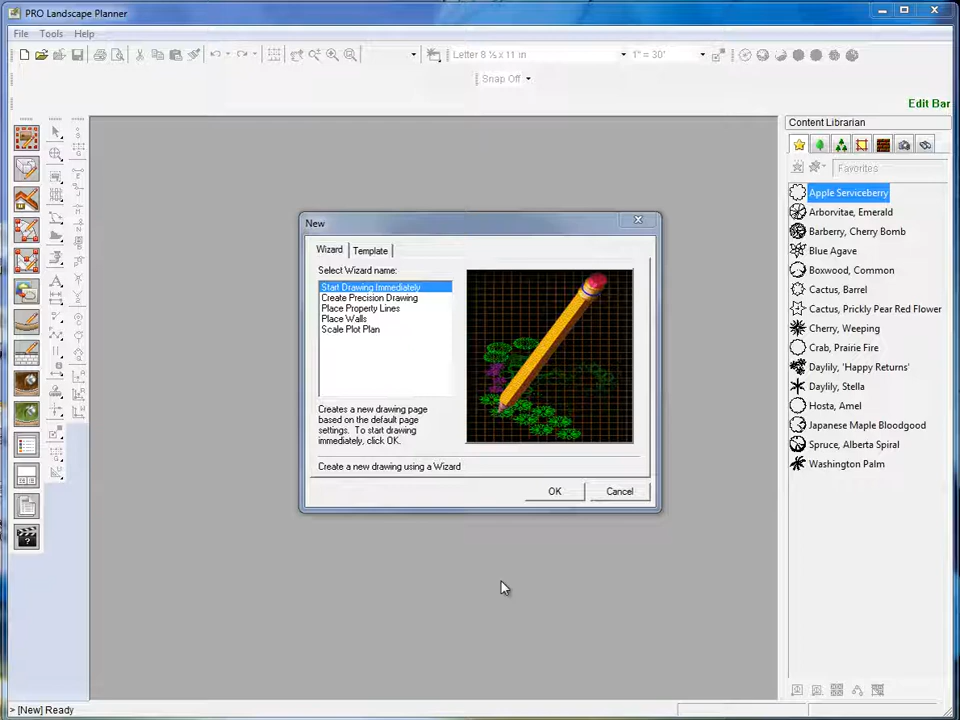 PRO Landscape Planner
File Tools Help
Letter 8 ½ x 11 in 1" = 30'
Snap Off
Edit Bar
Content Librarian
Favorites
Apple Serviceberry
Arborvitae, Emerald
Barberry, Cherry Bomb
Blue Agave
Boxwood, Common
Cactus, Barrel
Cactus, Prickly Pear Red Flower
Cherry, Weeping
Crab, Prairie Fire
Daylily, 'Happy Returns'
Daylily, Stella
Hosta, Amel
Japanese Maple Bloodgood
Spruce, Alberta Spiral
Washington Palm
New
Wizard Template
Select Wizard name:
Start Drawing Immediately
Create Precision Drawing
Place Property Lines
Place Walls
Scale Plot Plan
Creates a new drawing page
based on the default page
settings. To start drawing
immediately, click OK.
Create a new drawing using a Wizard
OK Cancel
> [New] Ready